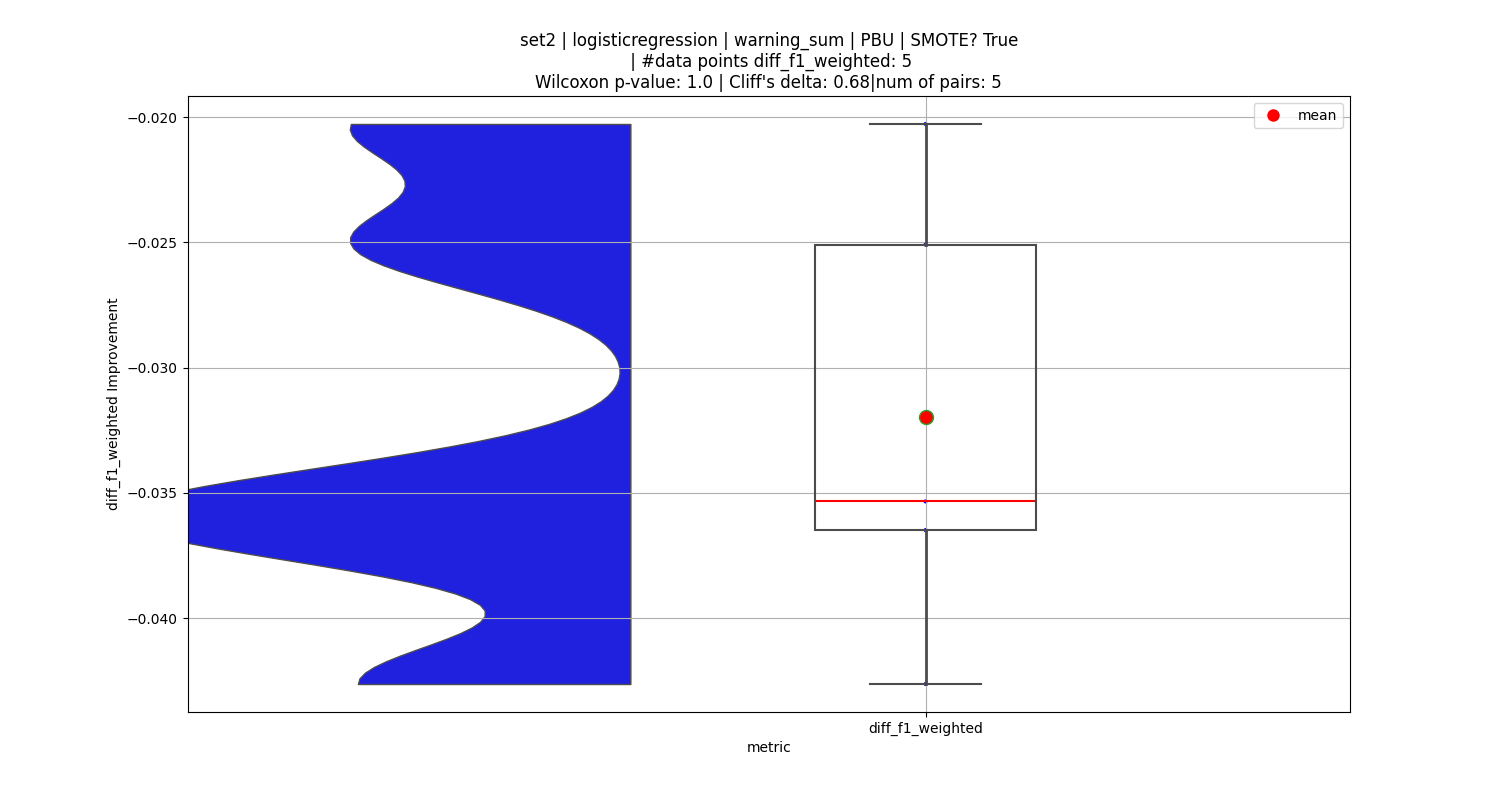 set2 | logisticregression | warning_sum | PBU | SMOTE? True
| #data points diff_f1_weighted: 5
Wilcoxon p-value: 1.0 | Cliff's delta: 0.68|num of pairs: 5
mean
−0.020
−0.025
−0.030
−0.035
−0.040
diff_f1_weighted Improvement
diff_f1_weighted
metric